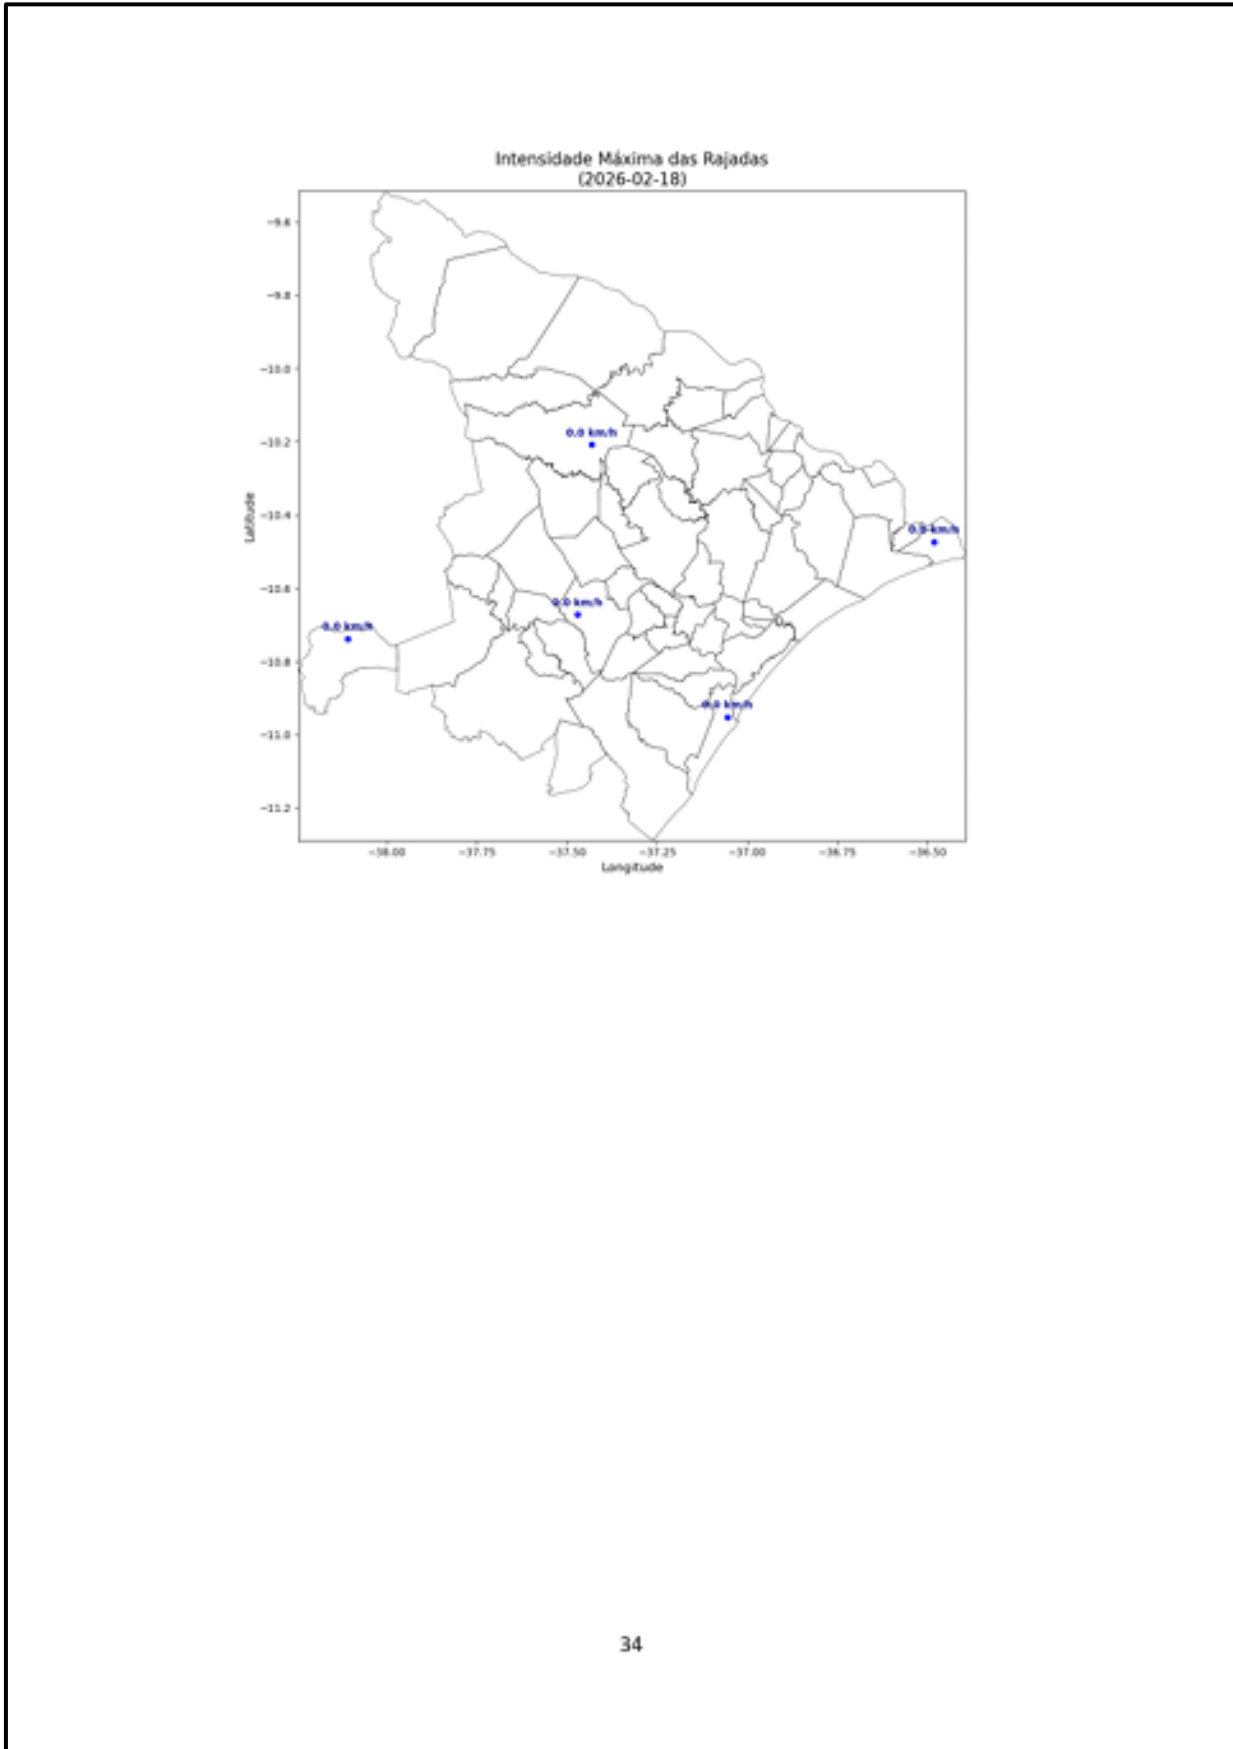 Intensidade Máxima das Rajadas
(2026-02-18)
−9.6
−9.8
−10.0
−10.2
−10.4
−10.6
−10.8
−11.0
−11.2
Latitude
0.0 km/h
0.0 km/h
0.0 km/h
0.0 km/h
0.0 km/h
−38.00
−37.75
−37.50
−37.25
−37.00
−36.75
−36.50
Longitude
34